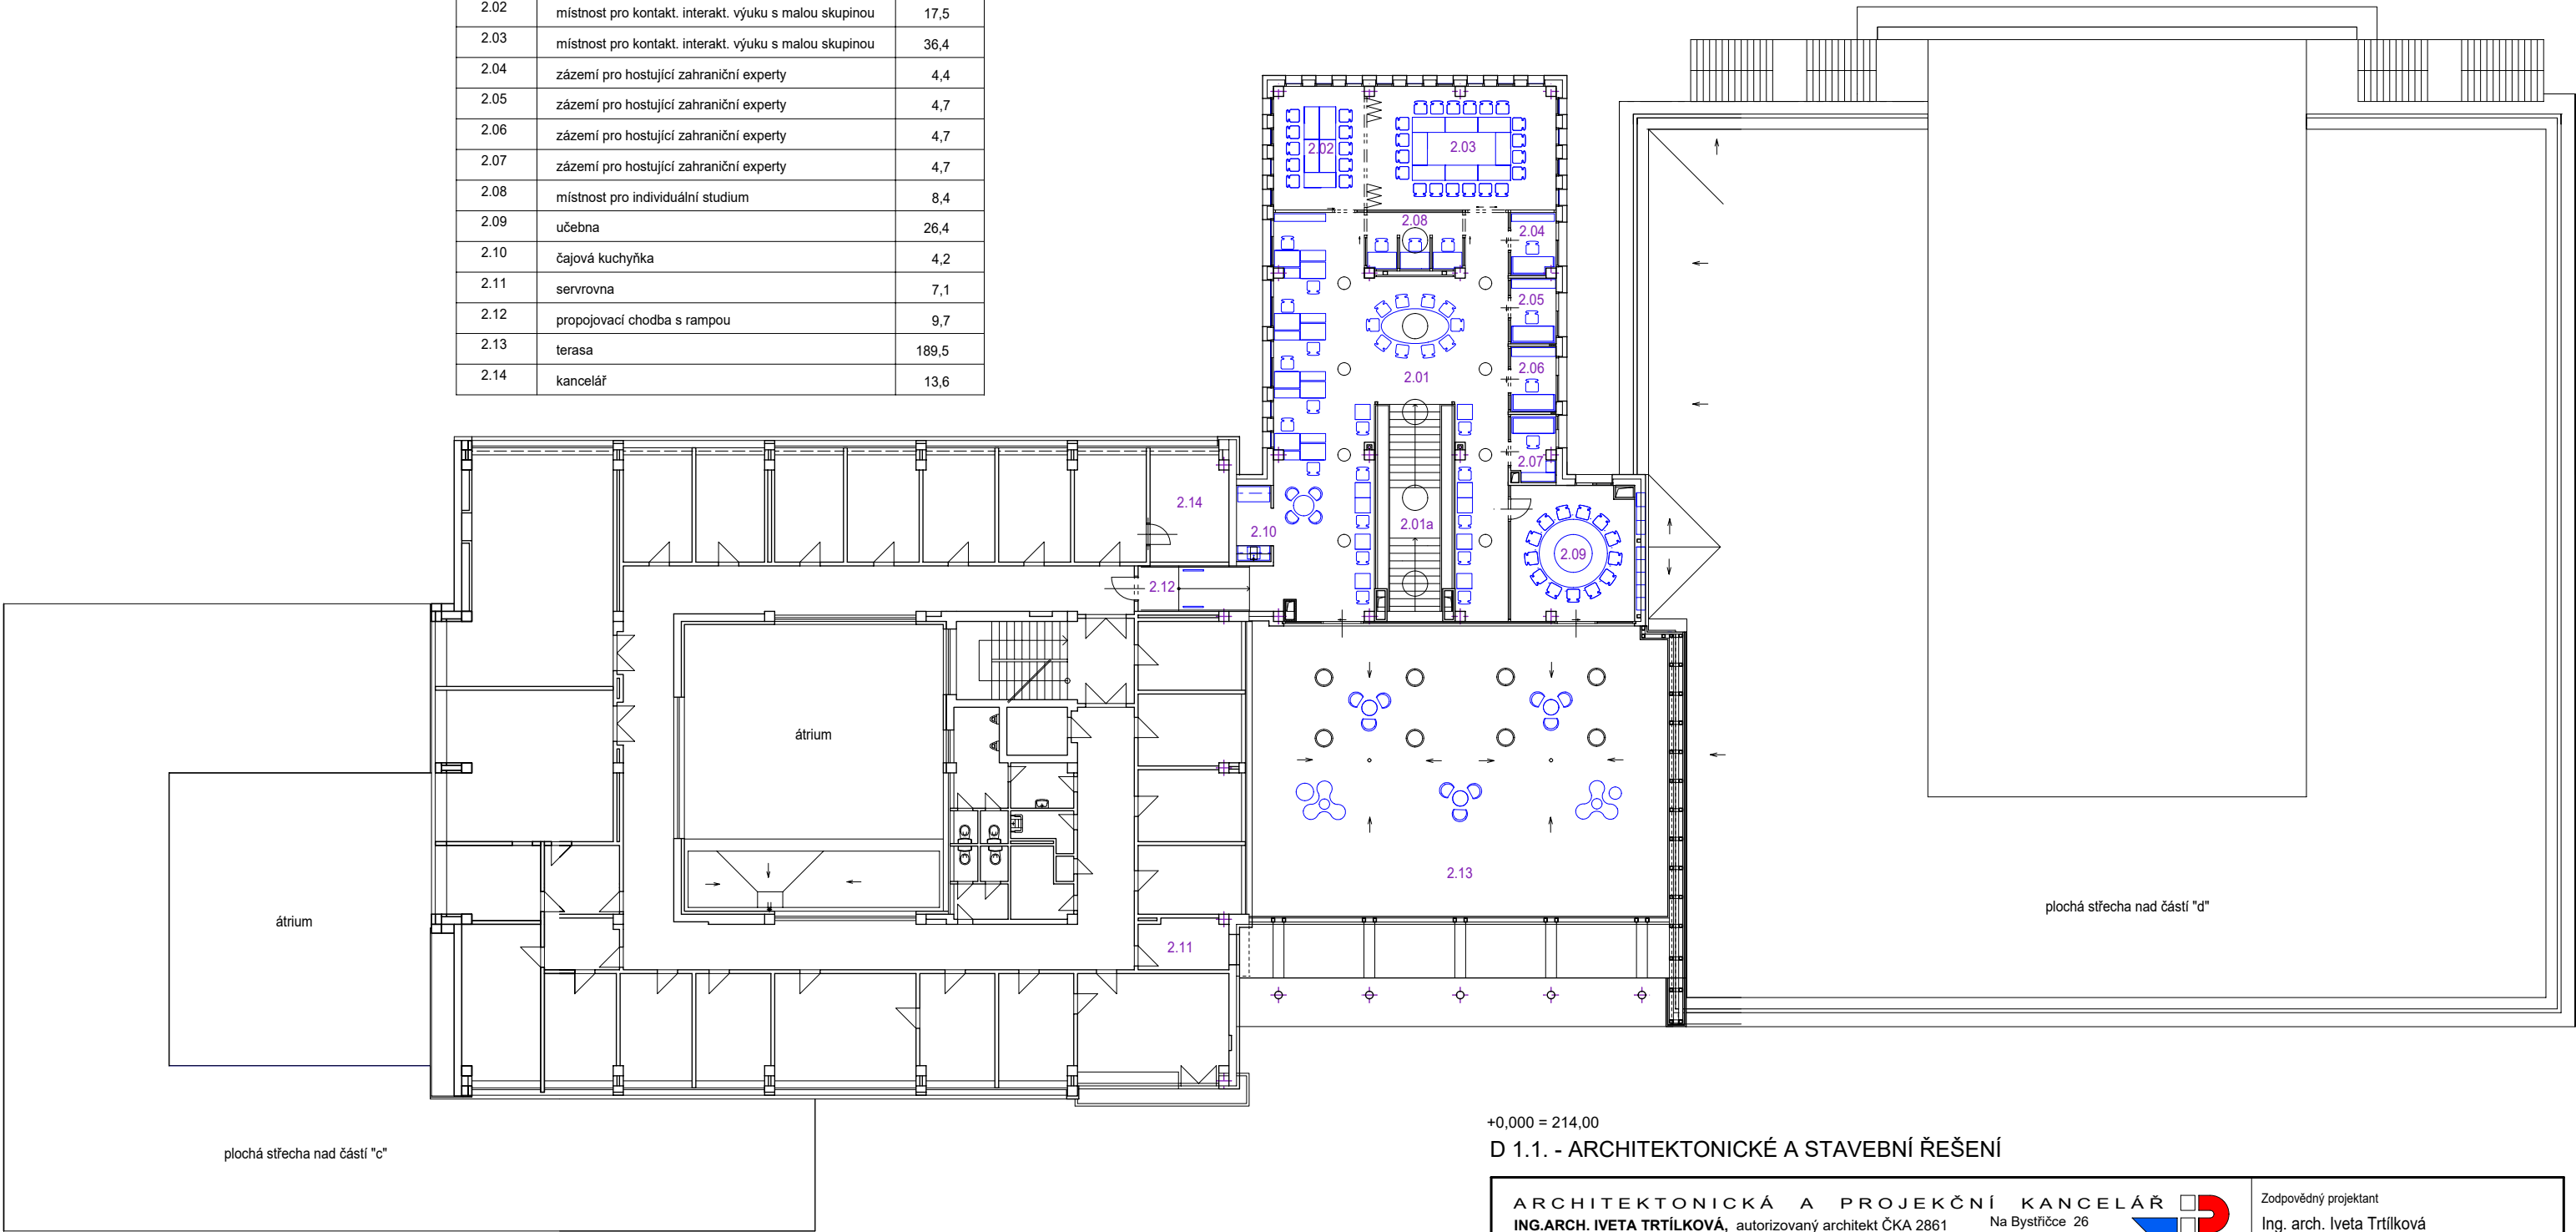 2.02 místnost pro kontakt. interakt. výuku s malou skupinou 17,5
2.03 místnost pro kontakt. interakt. výuku s malou skupinou 36,4
2.04 zázemí pro hostující zahraniční experty 4,4
2.05 zázemí pro hostující zahraniční experty 4,7
2.06 zázemí pro hostující zahraniční experty 4,7
2.07 zázemí pro hostující zahraniční experty 4,7
2.08 místnost pro individuální studium 8,4
2.09 učebna 26,4
2.10 čajová kuchyňka 4,2
2.11 servrovna 7,1
2.12 propojovací chodba s rampou 9,7
2.13 terasa 189,5
2.14 kancelář 13,6
2.02
2.03
2.08
2.04
2.05
2.06
2.01
2.07
2.14
2.10
2.01a
2.09
2.12
átrium
2.13
átrium
2.11
plochá střecha nad částí "d"
plochá střecha nad částí "c"
+0,000 = 214,00
D 1.1. - ARCHITEKTONICKÉ A STAVEBNÍ ŘEŠENÍ
ARCHITEKTONICKÁ A PROJEKČNÍ KANCELÁŘ
ING.ARCH. IVETA TRTÍLKOVÁ, autorizovaný architekt ČKA 2861 Na Bystřičce 26
Zodpovědný projektant
Ing. arch. Iveta Trtílková